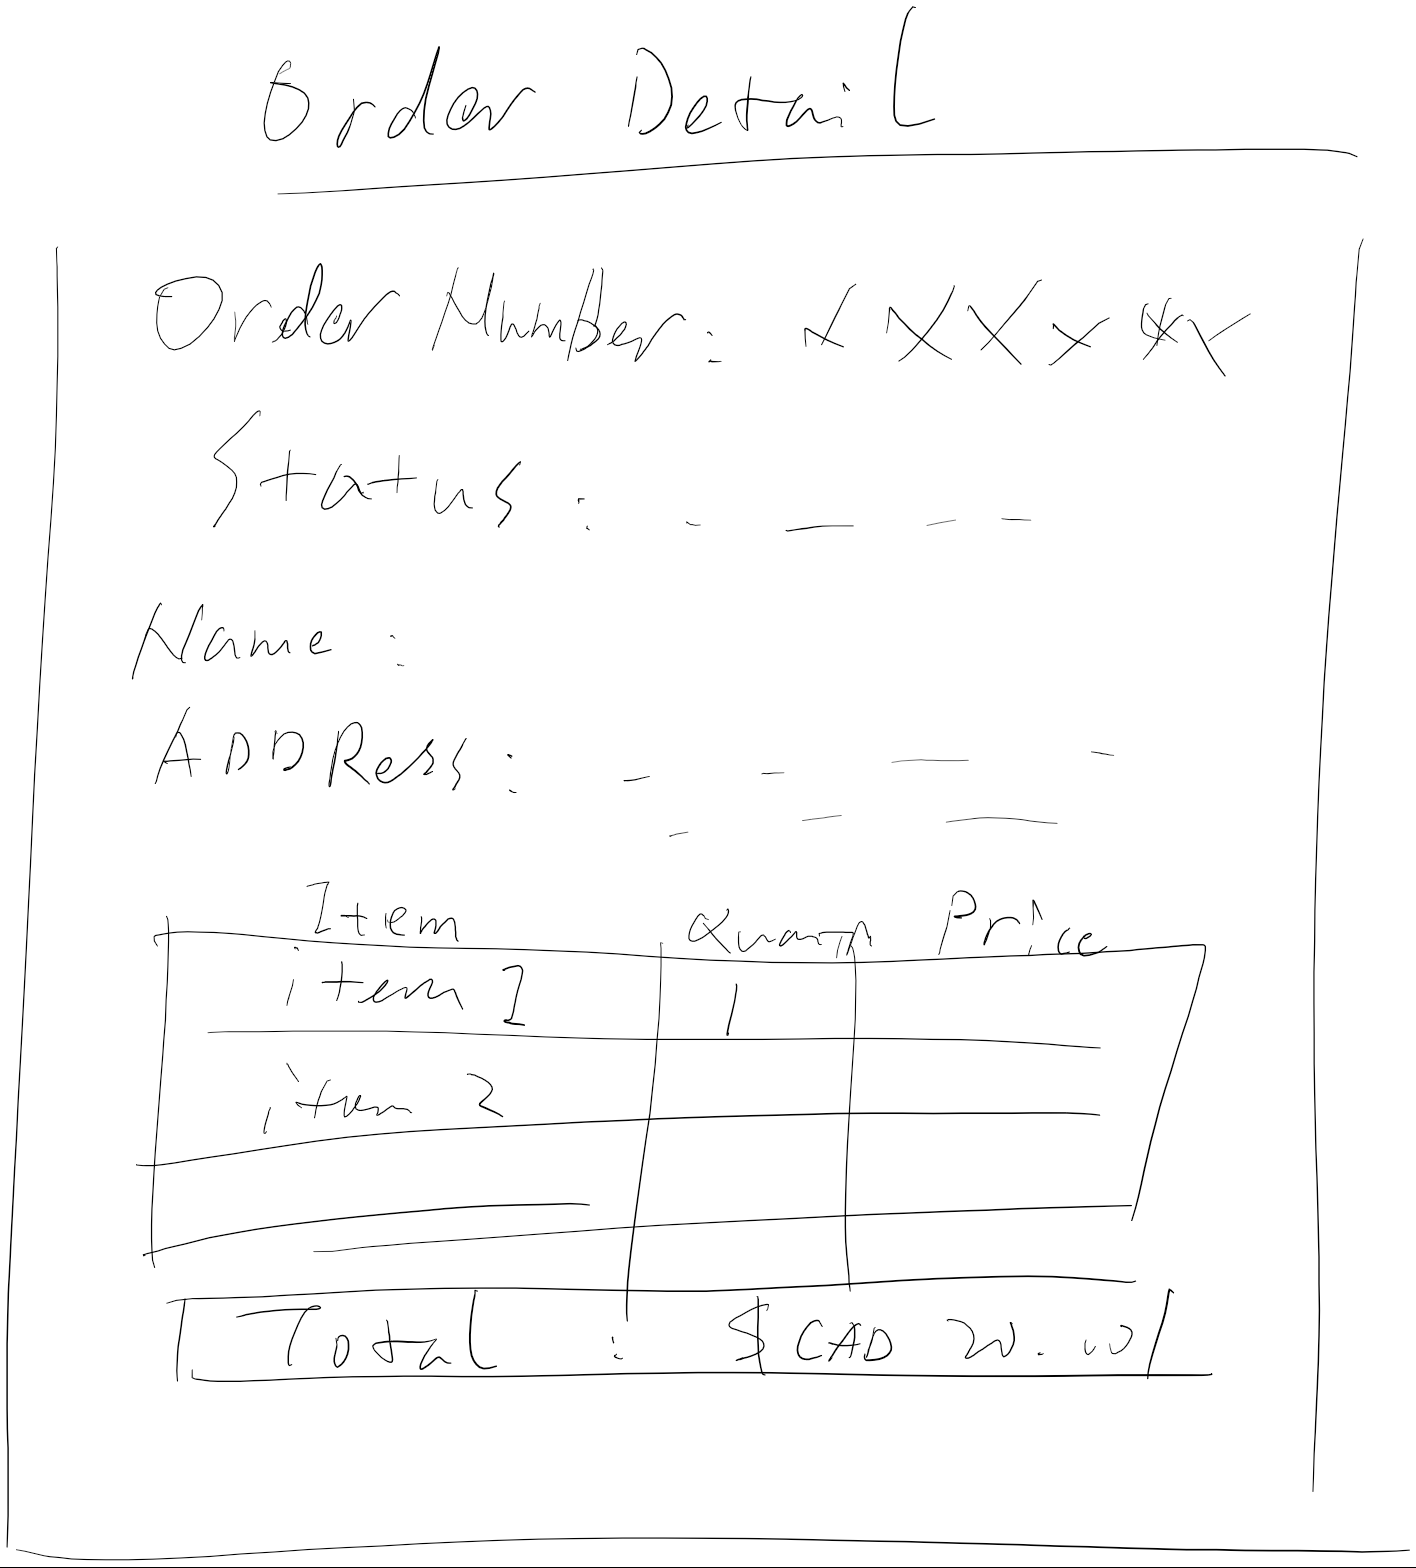 Order Detail
Order Number: XXXXXX
Status: - — - -
Name:
ADDRess: - - — -
- - —
Item Price
item 1 1
item 2
Total : $ CAD 20.00